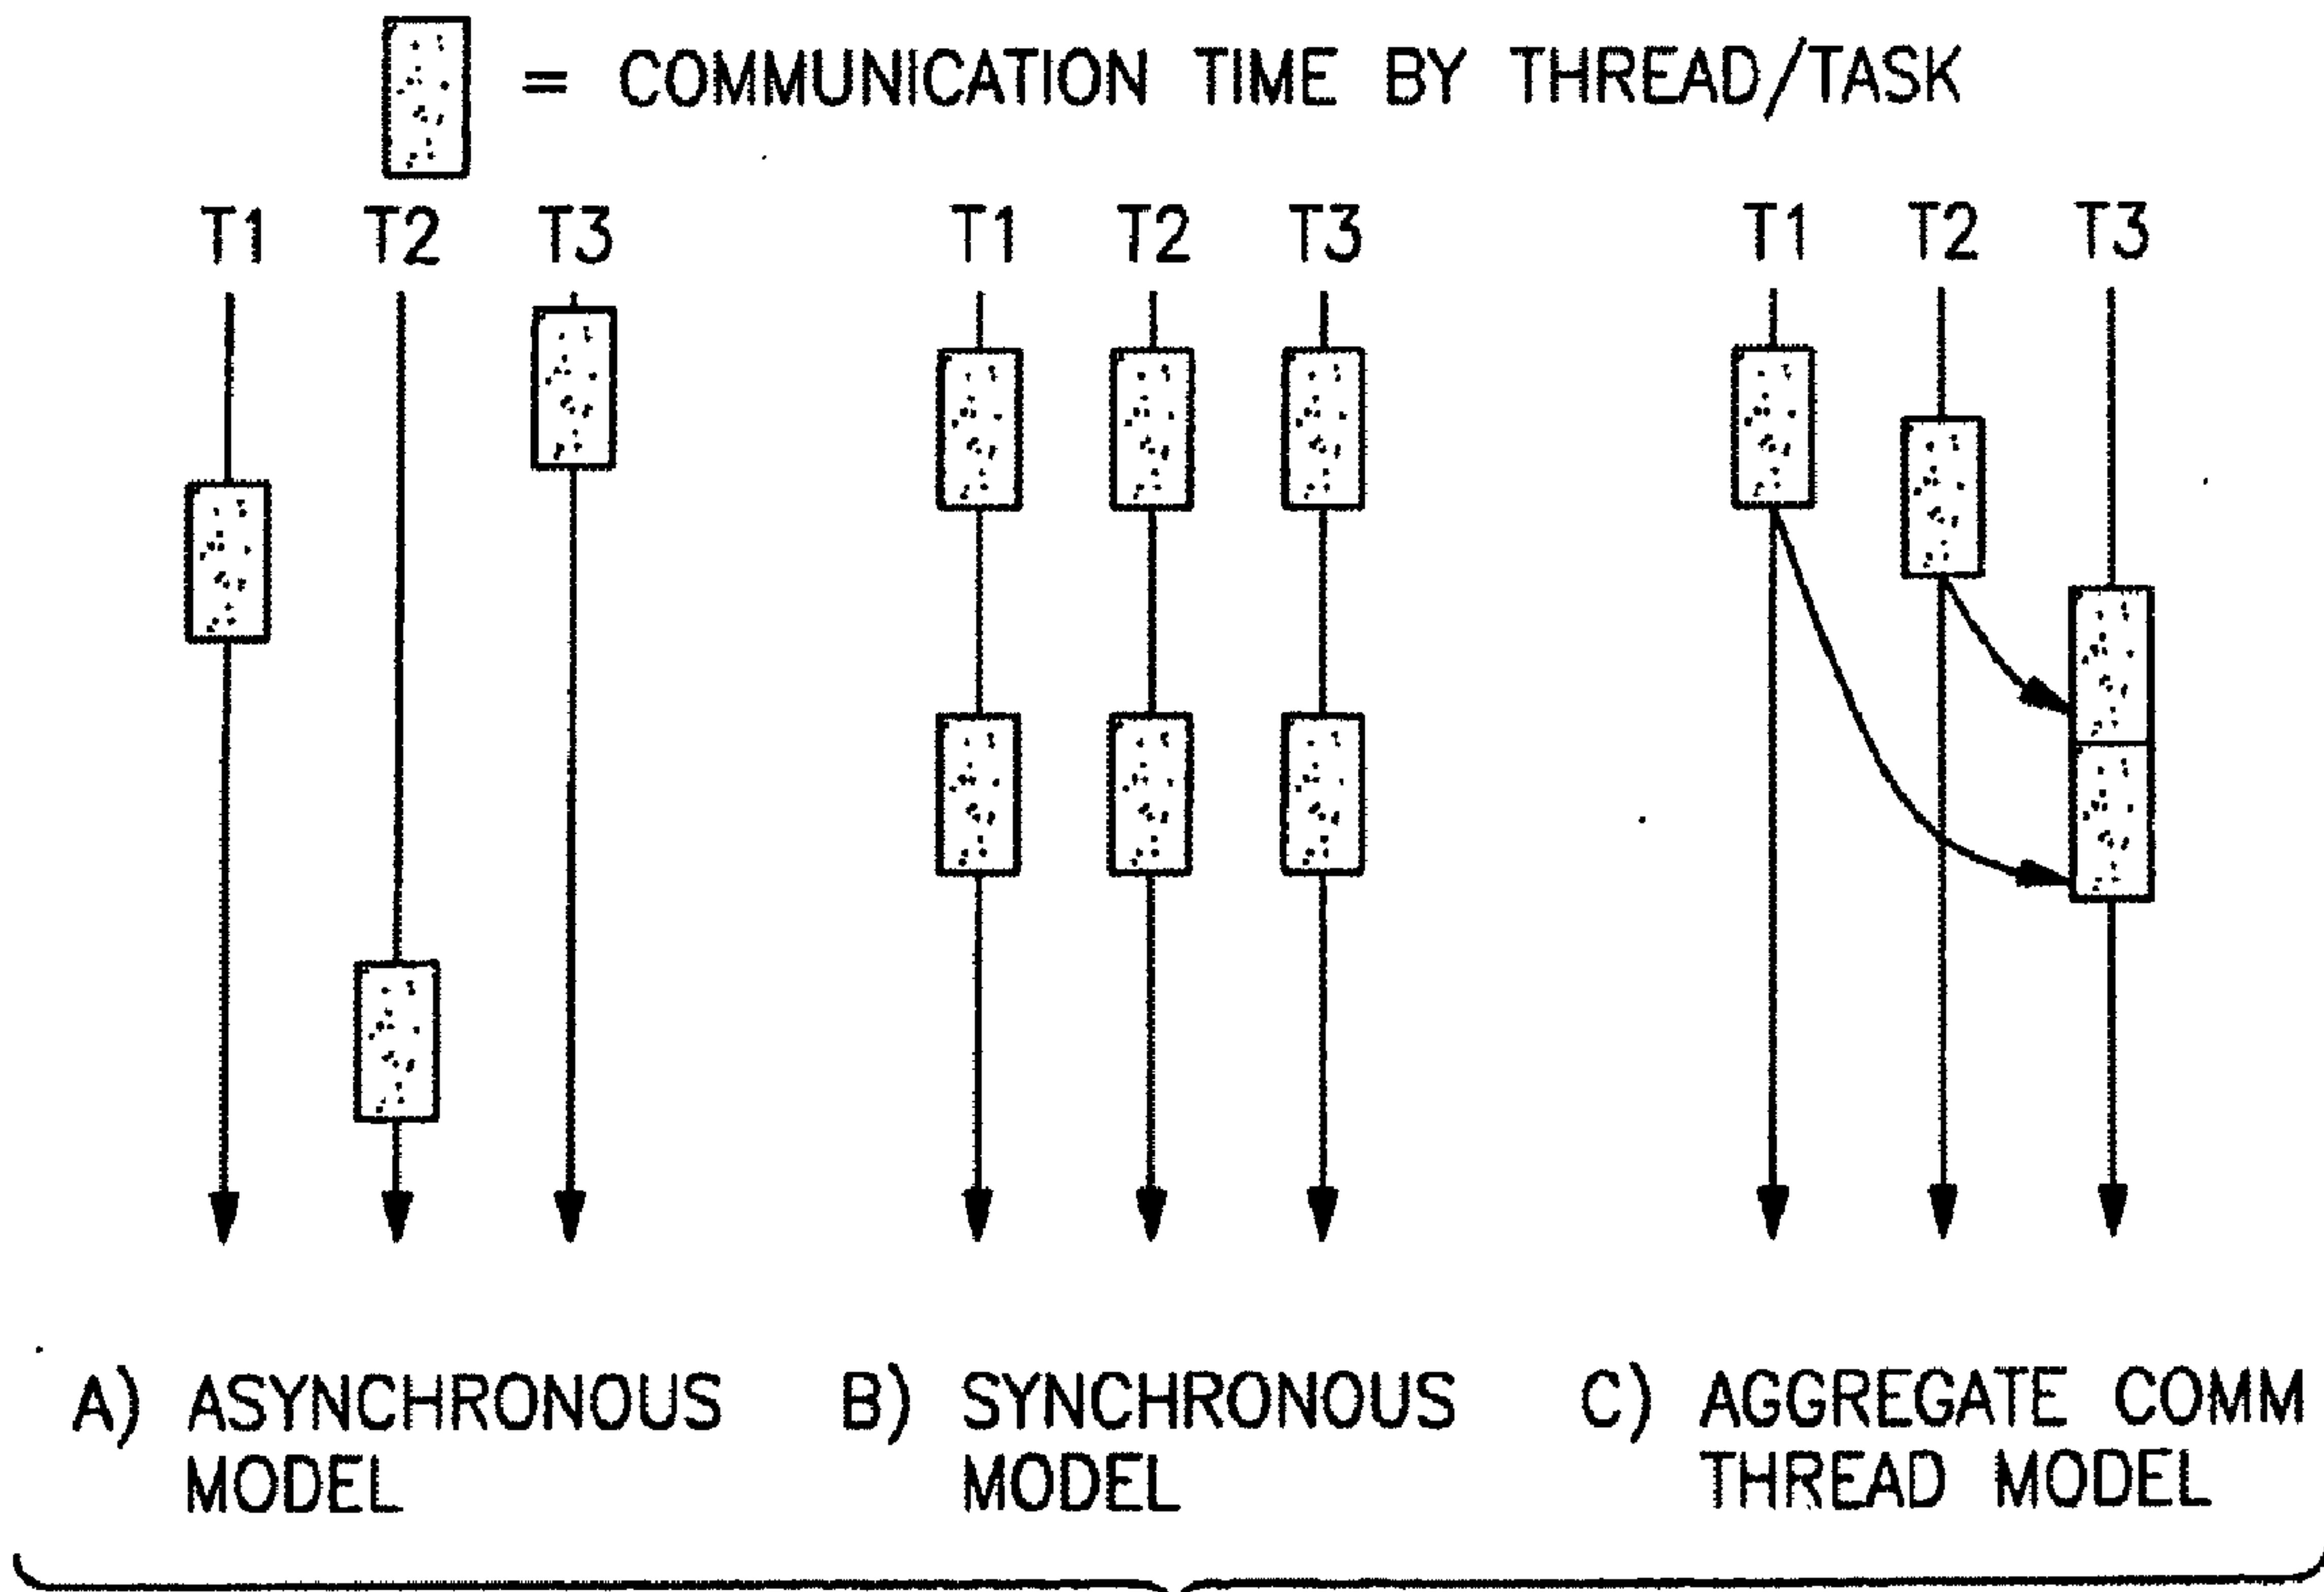 = COMMUNICATION TIME BY THREAD/TASK
T1 T2 T3
T1 T2 T3
T1 T2 T3
A) ASYNCHRONOUS
MODEL
B) SYNCHRONOUS
MODEL
C) AGGREGATE COMM
THREAD MODEL